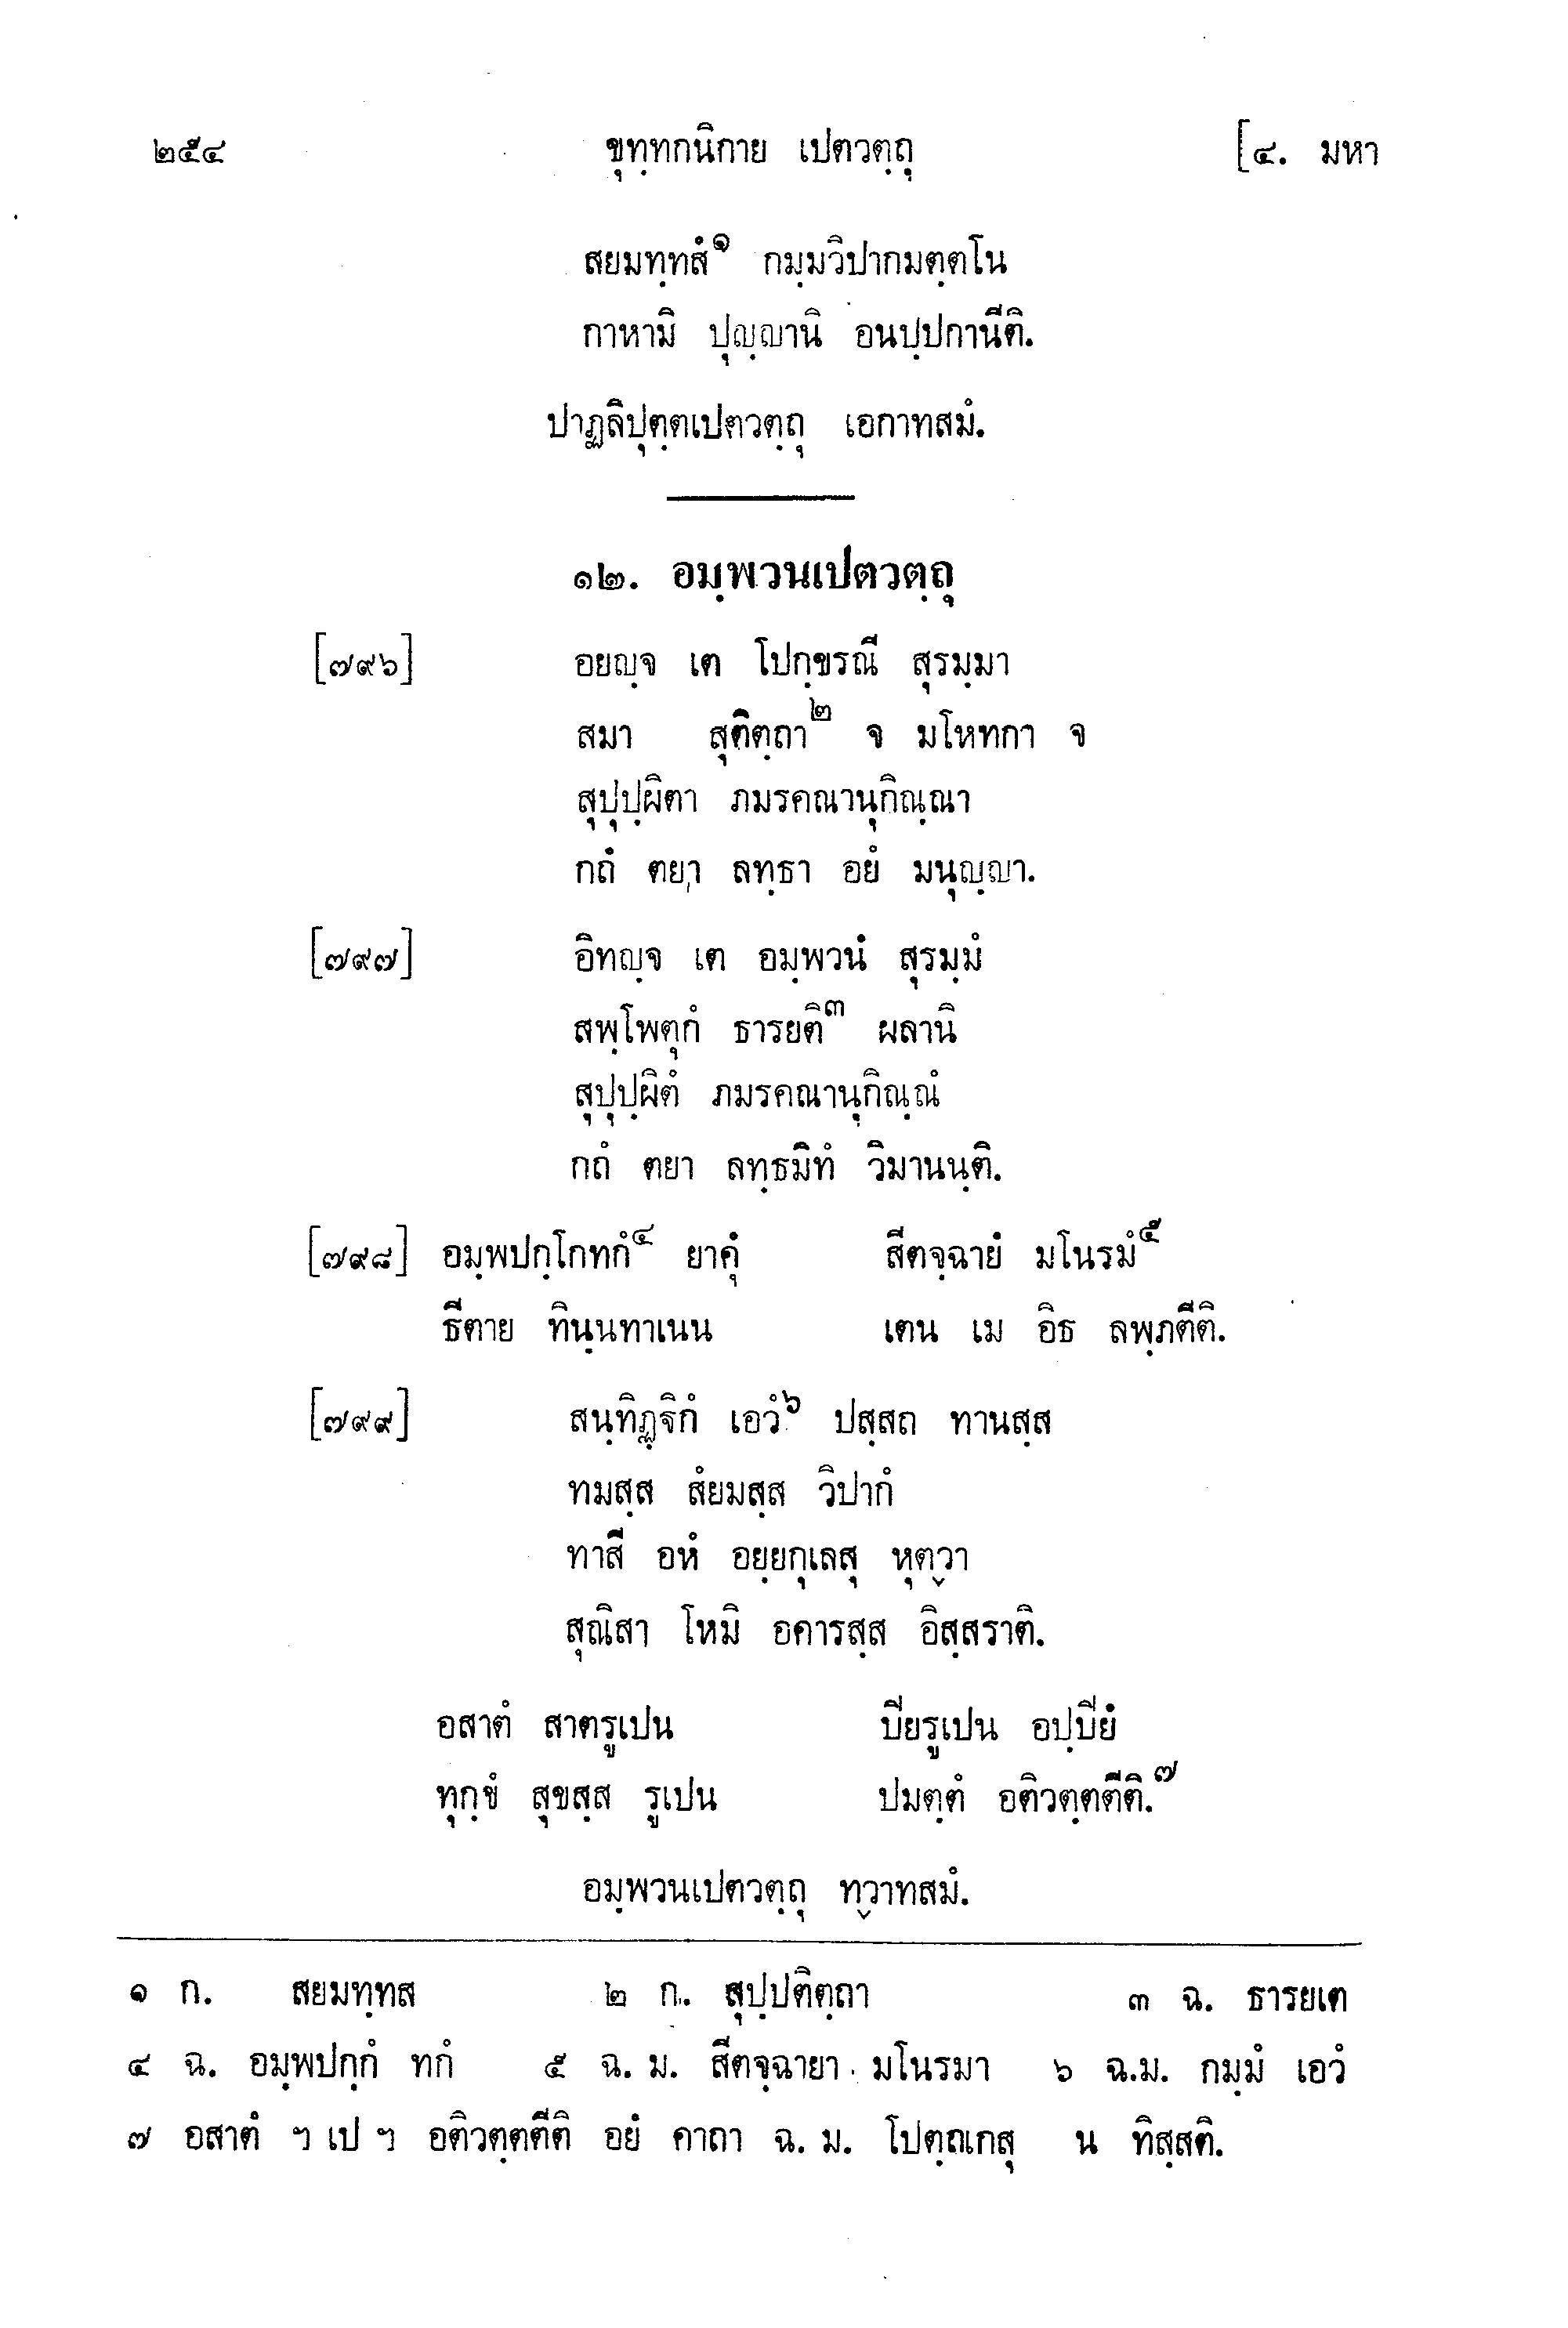 ๒๕๔ ขุทฺทกนิกาย เปตวตฺถุ [๔. มหา
สยมทฺทสํ๑ กมฺมวิปากมตฺตโน
กาหามิ ปุญฺญานิ อนปฺปกานีติ.
ปาฏลิปุตฺตเปตวตฺถุ เอกาทสมํ.
๑๒. อมฺพวนเปตวตฺถุ
[๗๙๖] อยญฺจ เต โปกฺขรณี สุรมฺมา
สมา สุติตฺถา๒ จ มโหทกา จ
สุปุปฺผิตา ภมรคณานุกิณฺณา
กถํ ตยา ลทฺธา อยํ มนุญฺญา.
[๗๙๗] อิทญฺจ เต อมฺพวนํ สุรมฺมํ
สพฺโพตุกํ ธารยติ๓ ผลานิ
สุปุปฺผิตํ ภมรคณานุกิณฺณํ
กถํ ตยา ลทฺธมิทํ วิมานนฺติ.
[๗๙๘] อมฺพปกฺโกทกํ๔ ยาคุํ สีตจฺฉายํ มโนรมํ๕
ธีตาย ทินฺนทาเนน เตน เม อิธ ลพฺภตีติ.
[๗๙๙] สนฺทิฏฺฐิกํ เอวํ๖ ปสฺสถ ทานสฺส
ทมสฺส สํยมสฺส วิปากํ
ทาสี อหํ อยฺยกุเลสุ หุตฺวา
สุณิสา โหมิ อคารสฺส อิสฺสราติ.
อสาตํ สาตรูเปน ปิยรูเปน อปฺปิยํ
ทุกฺขํ สุขสฺส รูเปน ปมตฺตํ อติวตฺตตีติ.๗
อมฺพวนเปตวตฺถุ ทฺวาทสมํ.
๑ ก. สยมทฺทส ๒ ก. สุปฺปติตฺถา ๓ ฉ. ธารยเต
๔ ฉ. อมฺพปกฺกํ ทกํ ๕ ฉ. ม. สีตจฺฉายา มโนรมา ๖ ฉ.ม. กมฺมํ เอวํ
๗ อสาตํ ฯ เป ฯ อติวตฺตตีติ อยํ คาถา ฉ. ม. โปตฺถเกสุ น ทิสฺสติ.